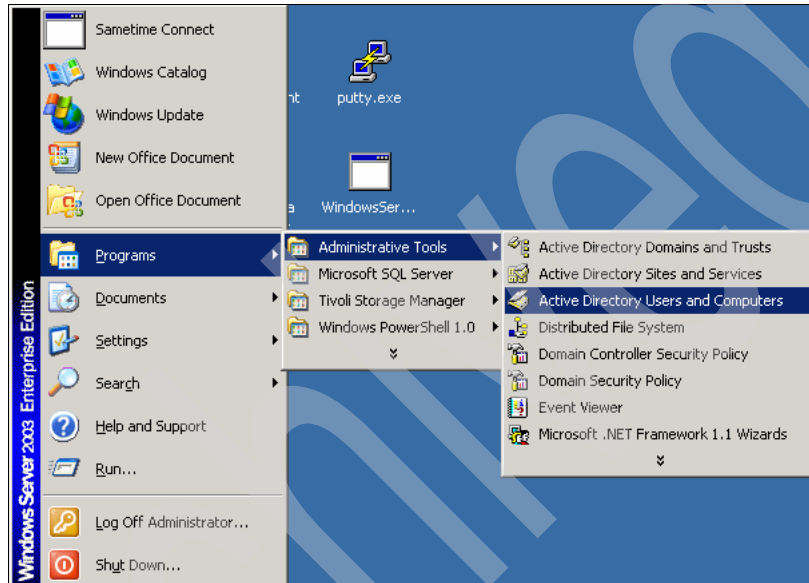 Sametime Connect
Windows Catalog
Windows Update
New Office Document
Open Office Document
Programs
Documents
Settings
Search
Help and Support
Run...
Log Off Administrator...
Shut Down...
Windows Server 2003 Enterprise Edition
nt
putty.exe
a
WindowsSer...
Administrative Tools
Microsoft SQL Server
Tivoli Storage Manager
Windows PowerShell 1.0
Active Directory Domains and Trusts
Active Directory Sites and Services
Active Directory Users and Computers
Distributed File System
Domain Controller Security Policy
Domain Security Policy
Event Viewer
Microsoft .NET Framework 1.1 Wizards